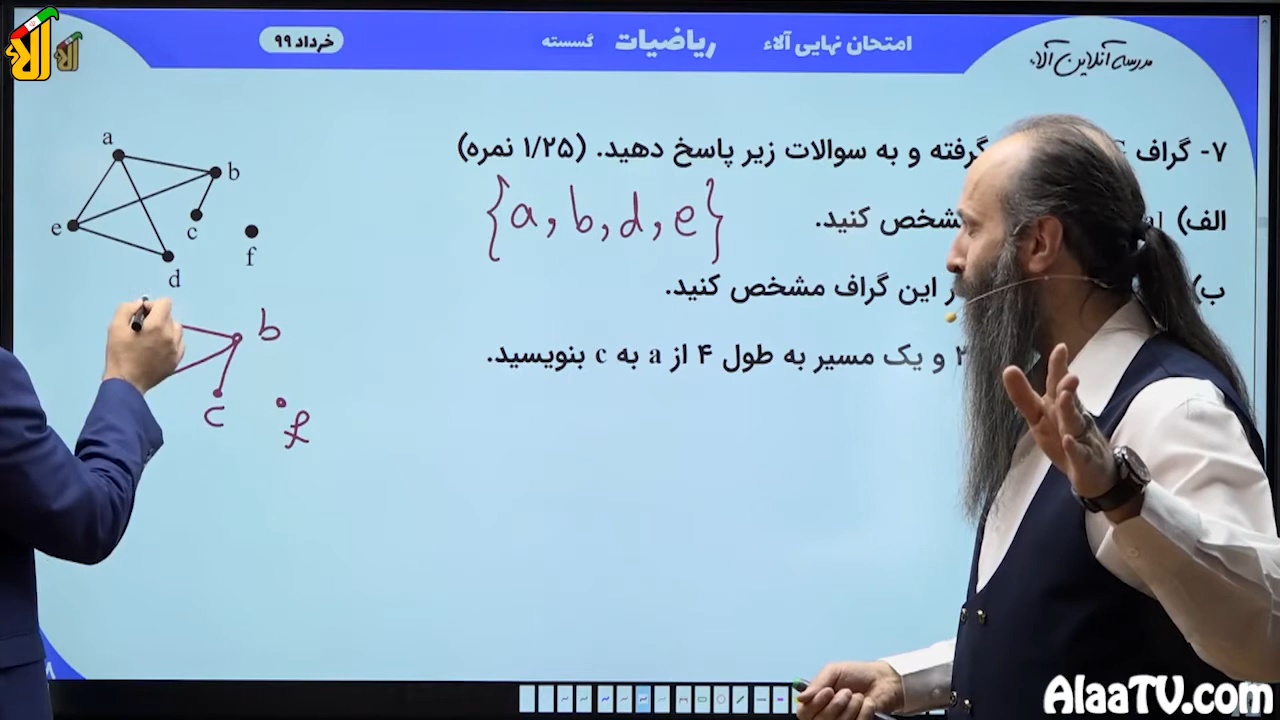 خرداد ۹۹
امتحان نهایی آلاء ریاضیات گسسته
مدرسه آنلاین آلاء
۷- گراف گرفته و به سوالات زیر پاسخ دهید. (۱/۲۵ نمره)
الف) مشخص کنید.
{a, b, d, e}
ب) این گراف مشخص کنید.
و یک مسیر به طول ۴ از a به c بنویسید.
a
b
c
e
f
d
b
c
f
آلاء
AlaaTV.com